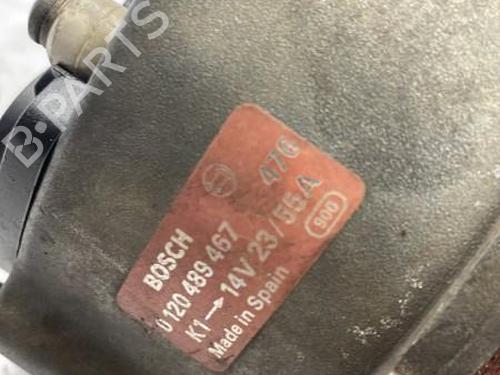 B-PARTS
476
BOSCH
0 120 489 467
K1→14V 23/55A
Made in Spain
900